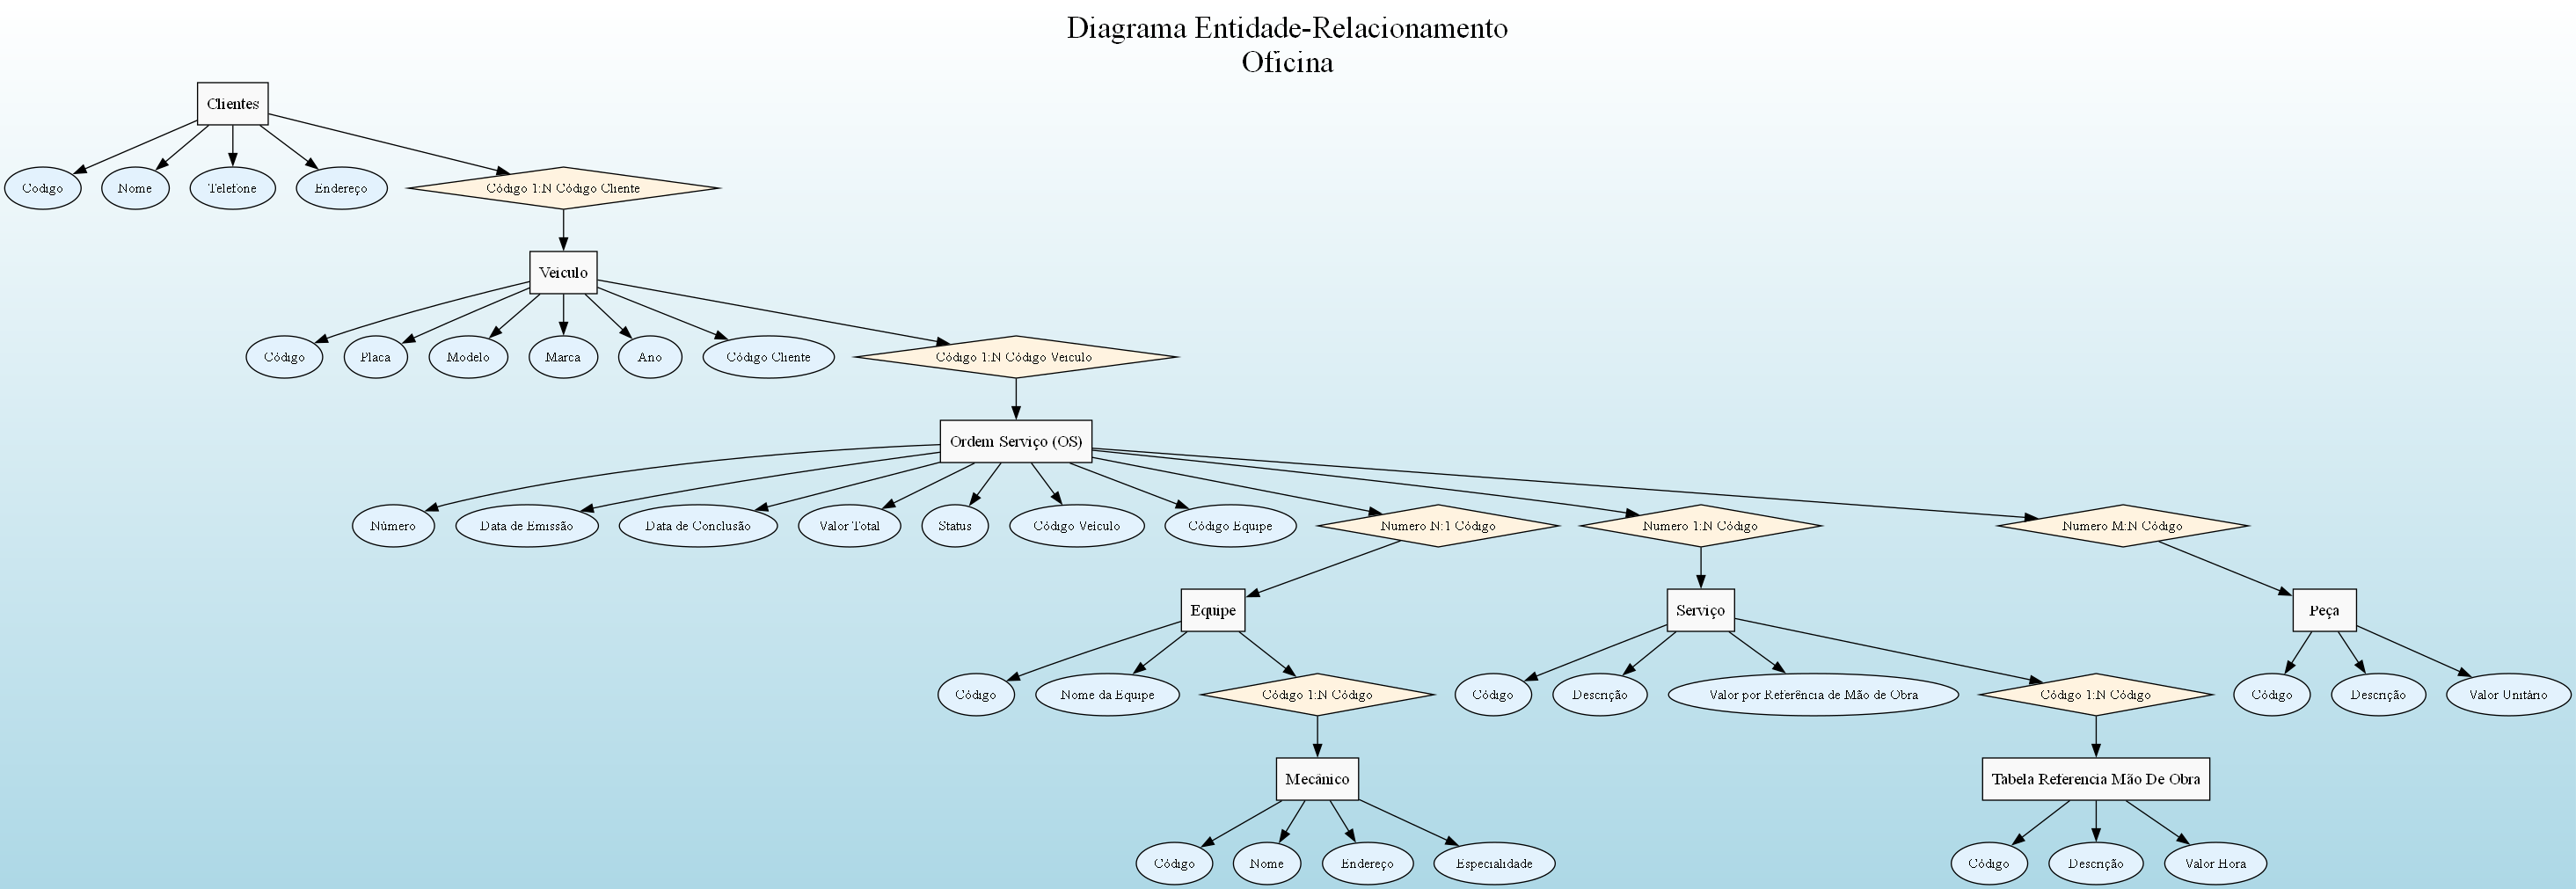 Diagrama Entidade-Relacionamento
Oficina
Clientes
Código
Nome
Telefone
Endereço
Código 1:N Código Cliente
Veículo
Código
Placa
Modelo
Marca
Ano
Código Cliente
Código 1:N Código Veículo
Ordem Serviço (OS)
Número
Data de Emissão
Data de Conclusão
Valor Total
Status
Código Veículo
Código Equipe
Numero N:1 Código
Numero 1:N Código
Numero M:N Código
Equipe
Serviço
Peça
Código
Nome da Equipe
Código 1:N Código
Código
Descrição
Valor por Referência de Mão de Obra
Código 1:N Código
Código
Descrição
Valor Unitário
Mecânico
Tabela Referencia Mão De Obra
Código
Nome
Endereço
Especialidade
Código
Descrição
Valor Hora